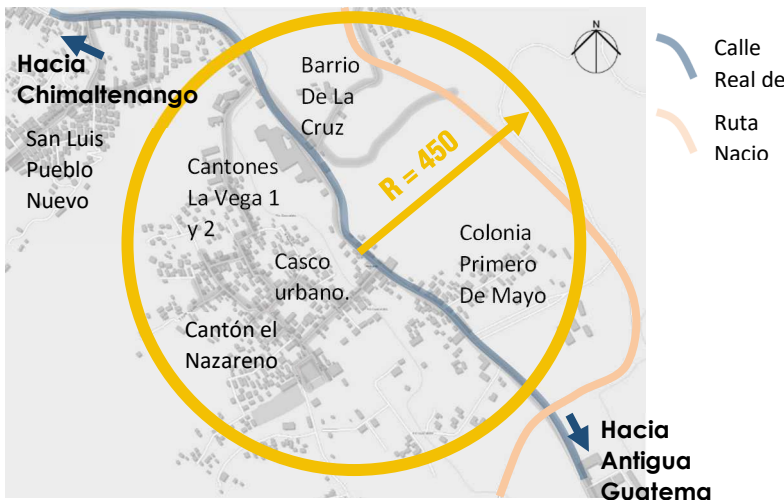 Hacia
Chimaltenango
San Luis
Pueblo
Nuevo
Barrio
De La
Cruz
N
Cantones
La Vega 1
y 2
R = 450
Casco
urbano.
Colonia
Primero
De Mayo
Cantón el
Nazareno
Hacia
Antigua
Guatema
Calle
Real de
Ruta
Nacio